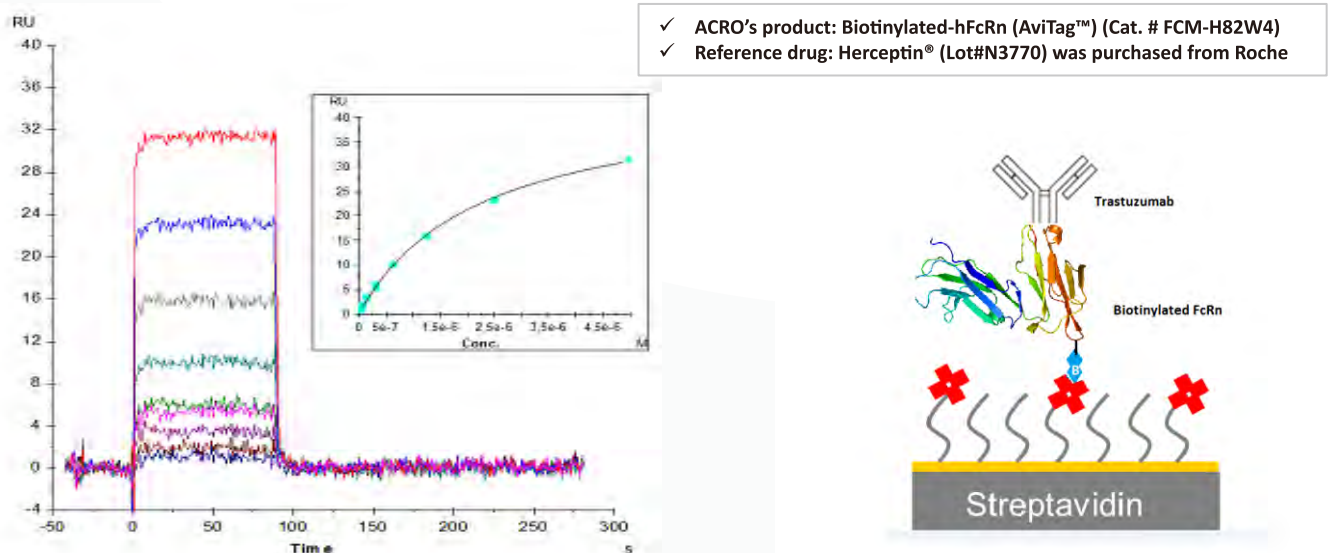 ✓ ACRO's product: Biotinylated-hFcRn (AviTag™) (Cat. # FCM-H82W4)
✓ Reference drug: Herceptin® (Lot#N3770) was purchased from Roche
RU
40
36
32
28
24
20
16
12
8
4
0
-4
-50 0 50 100 150 200 250 300
Time s
RU
40
35
30
25
20
15
10
5
0
0 5e-7 1,5e-6 2,5e-6 3,5e-6 4,5e-6
Conc. M
Trastuzumab
Biotinylated FcRn
B
Streptavidin